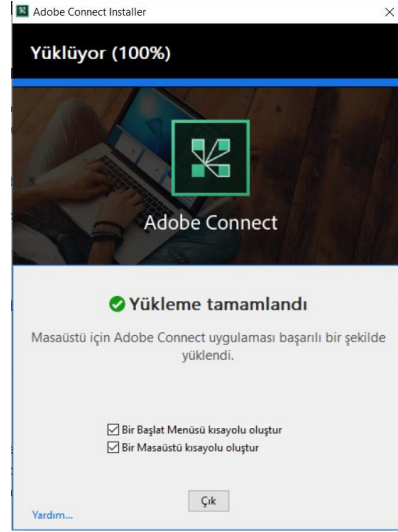 Adobe Connect Installer
Yüklüyor (100%)
Adobe Connect
Yükleme tamamlandı
Masaüstü için Adobe Connect uygulaması başarılı bir şekilde
yüklendi.
Bir Başlat Menüsü kısayolu oluştur
Bir Masaüstü kısayolu oluştur
Çık
Yardım...